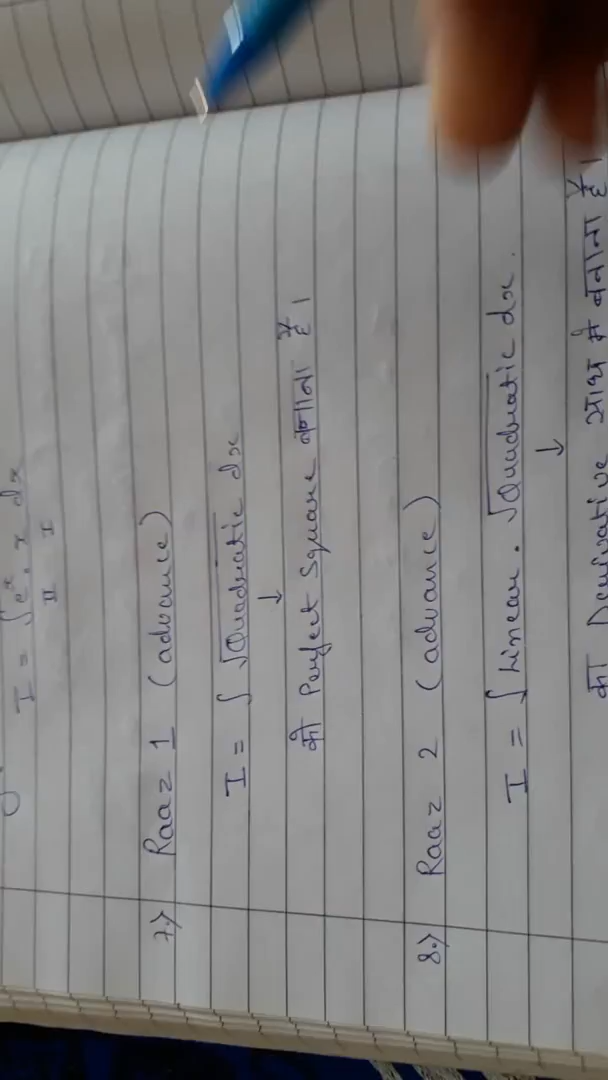 I = ∫ eˣ. x dx
II I
7.) Raaz 1 (advance)
I = ∫ √Quadratic dx
↓
को Perfect Square बनाना है।
8.) Raaz 2 (advance)
I = ∫ Linear . √Quadratic dx.
↓
का Derivative साथ में बनाना है।